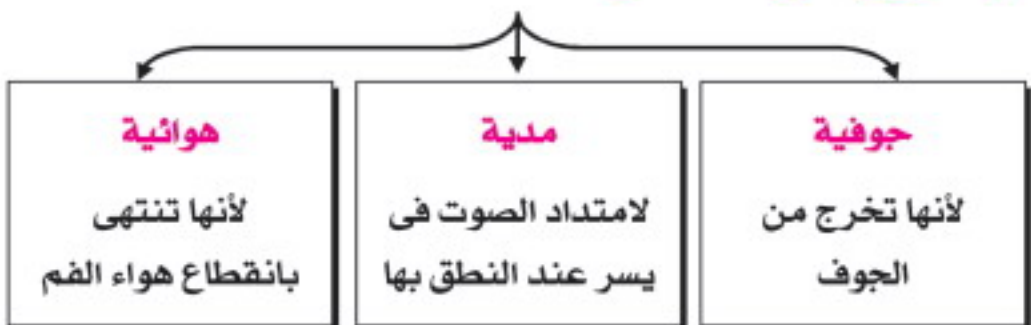 جوفية
لأنها تخرج من
الجوف
مدية
لامتداد الصوت فى
يسر عند النطق بها
هوائية
لأنها تنتهى
بانقطاع هواء الفم